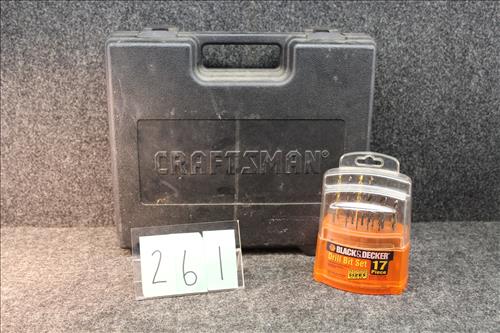 CRAFTSMAN®
261
BLACK&DECKER
Drill Bit Set
17
Piece